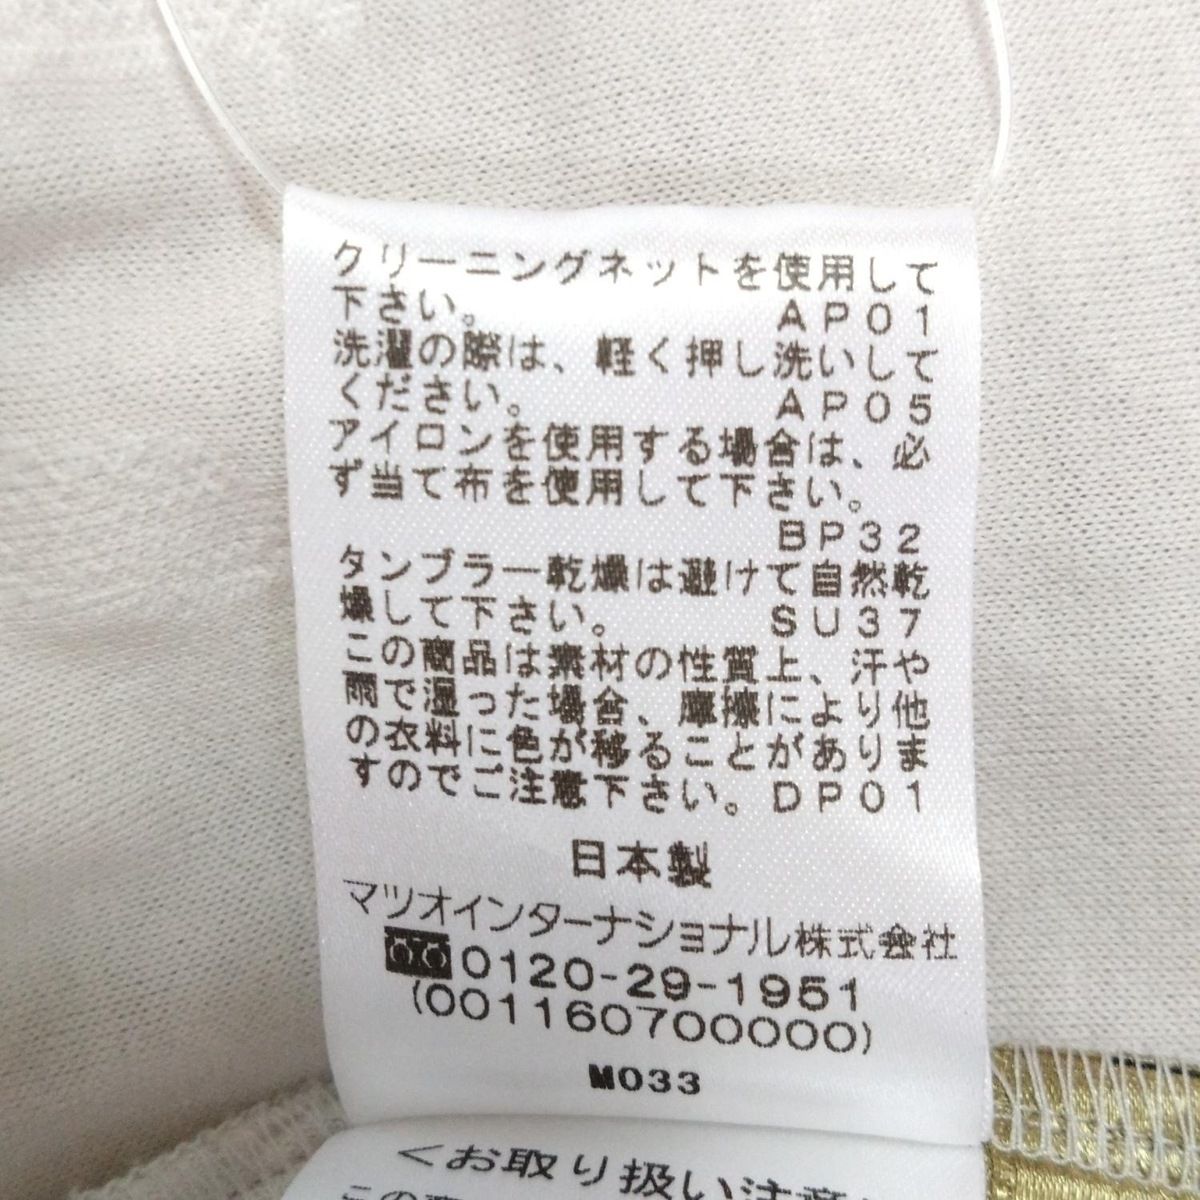 クリーニングネットを使用して
下さい。 AP01
洗濯の際は、軽く押し洗いして
ください。 AP05
アイロンを使用する場合は、必
ず当て布を使用して下さい。
BP32
タンブラー乾燥は避けて自然乾
燥して下さい。 SU37
この商品は素材の性質上、汗や
雨で湿った場合、摩擦により他
の衣料に色が移ることがありま
すのでご注意下さい。DP01
日本製
マツオインターナショナル株式会社
0120-29-1951
(001160700000)
M033
<お取り扱い注意
この商